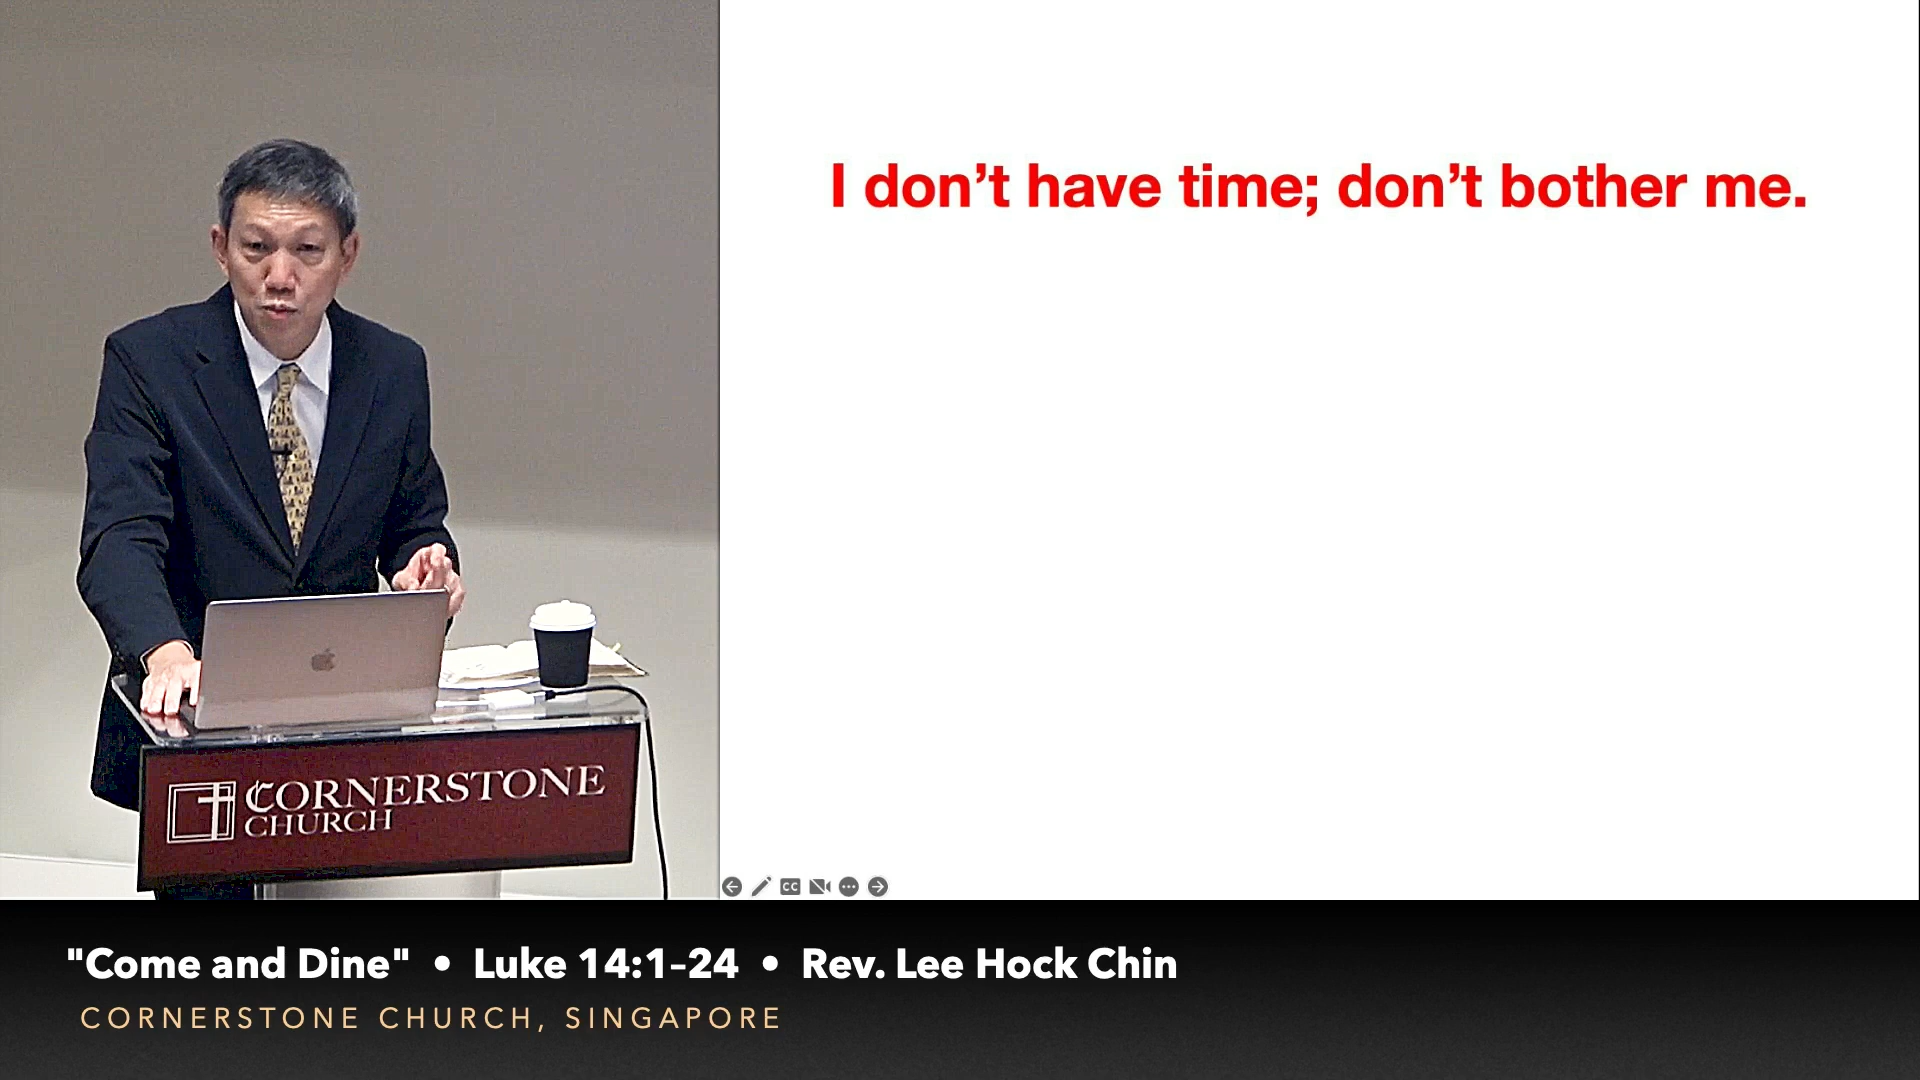 I don’t have time; don’t bother me.
CORNERSTONE
CHURCH
CC
"Come and Dine" • Luke 14:1–24 • Rev. Lee Hock Chin
CORNERSTONE CHURCH, SINGAPORE